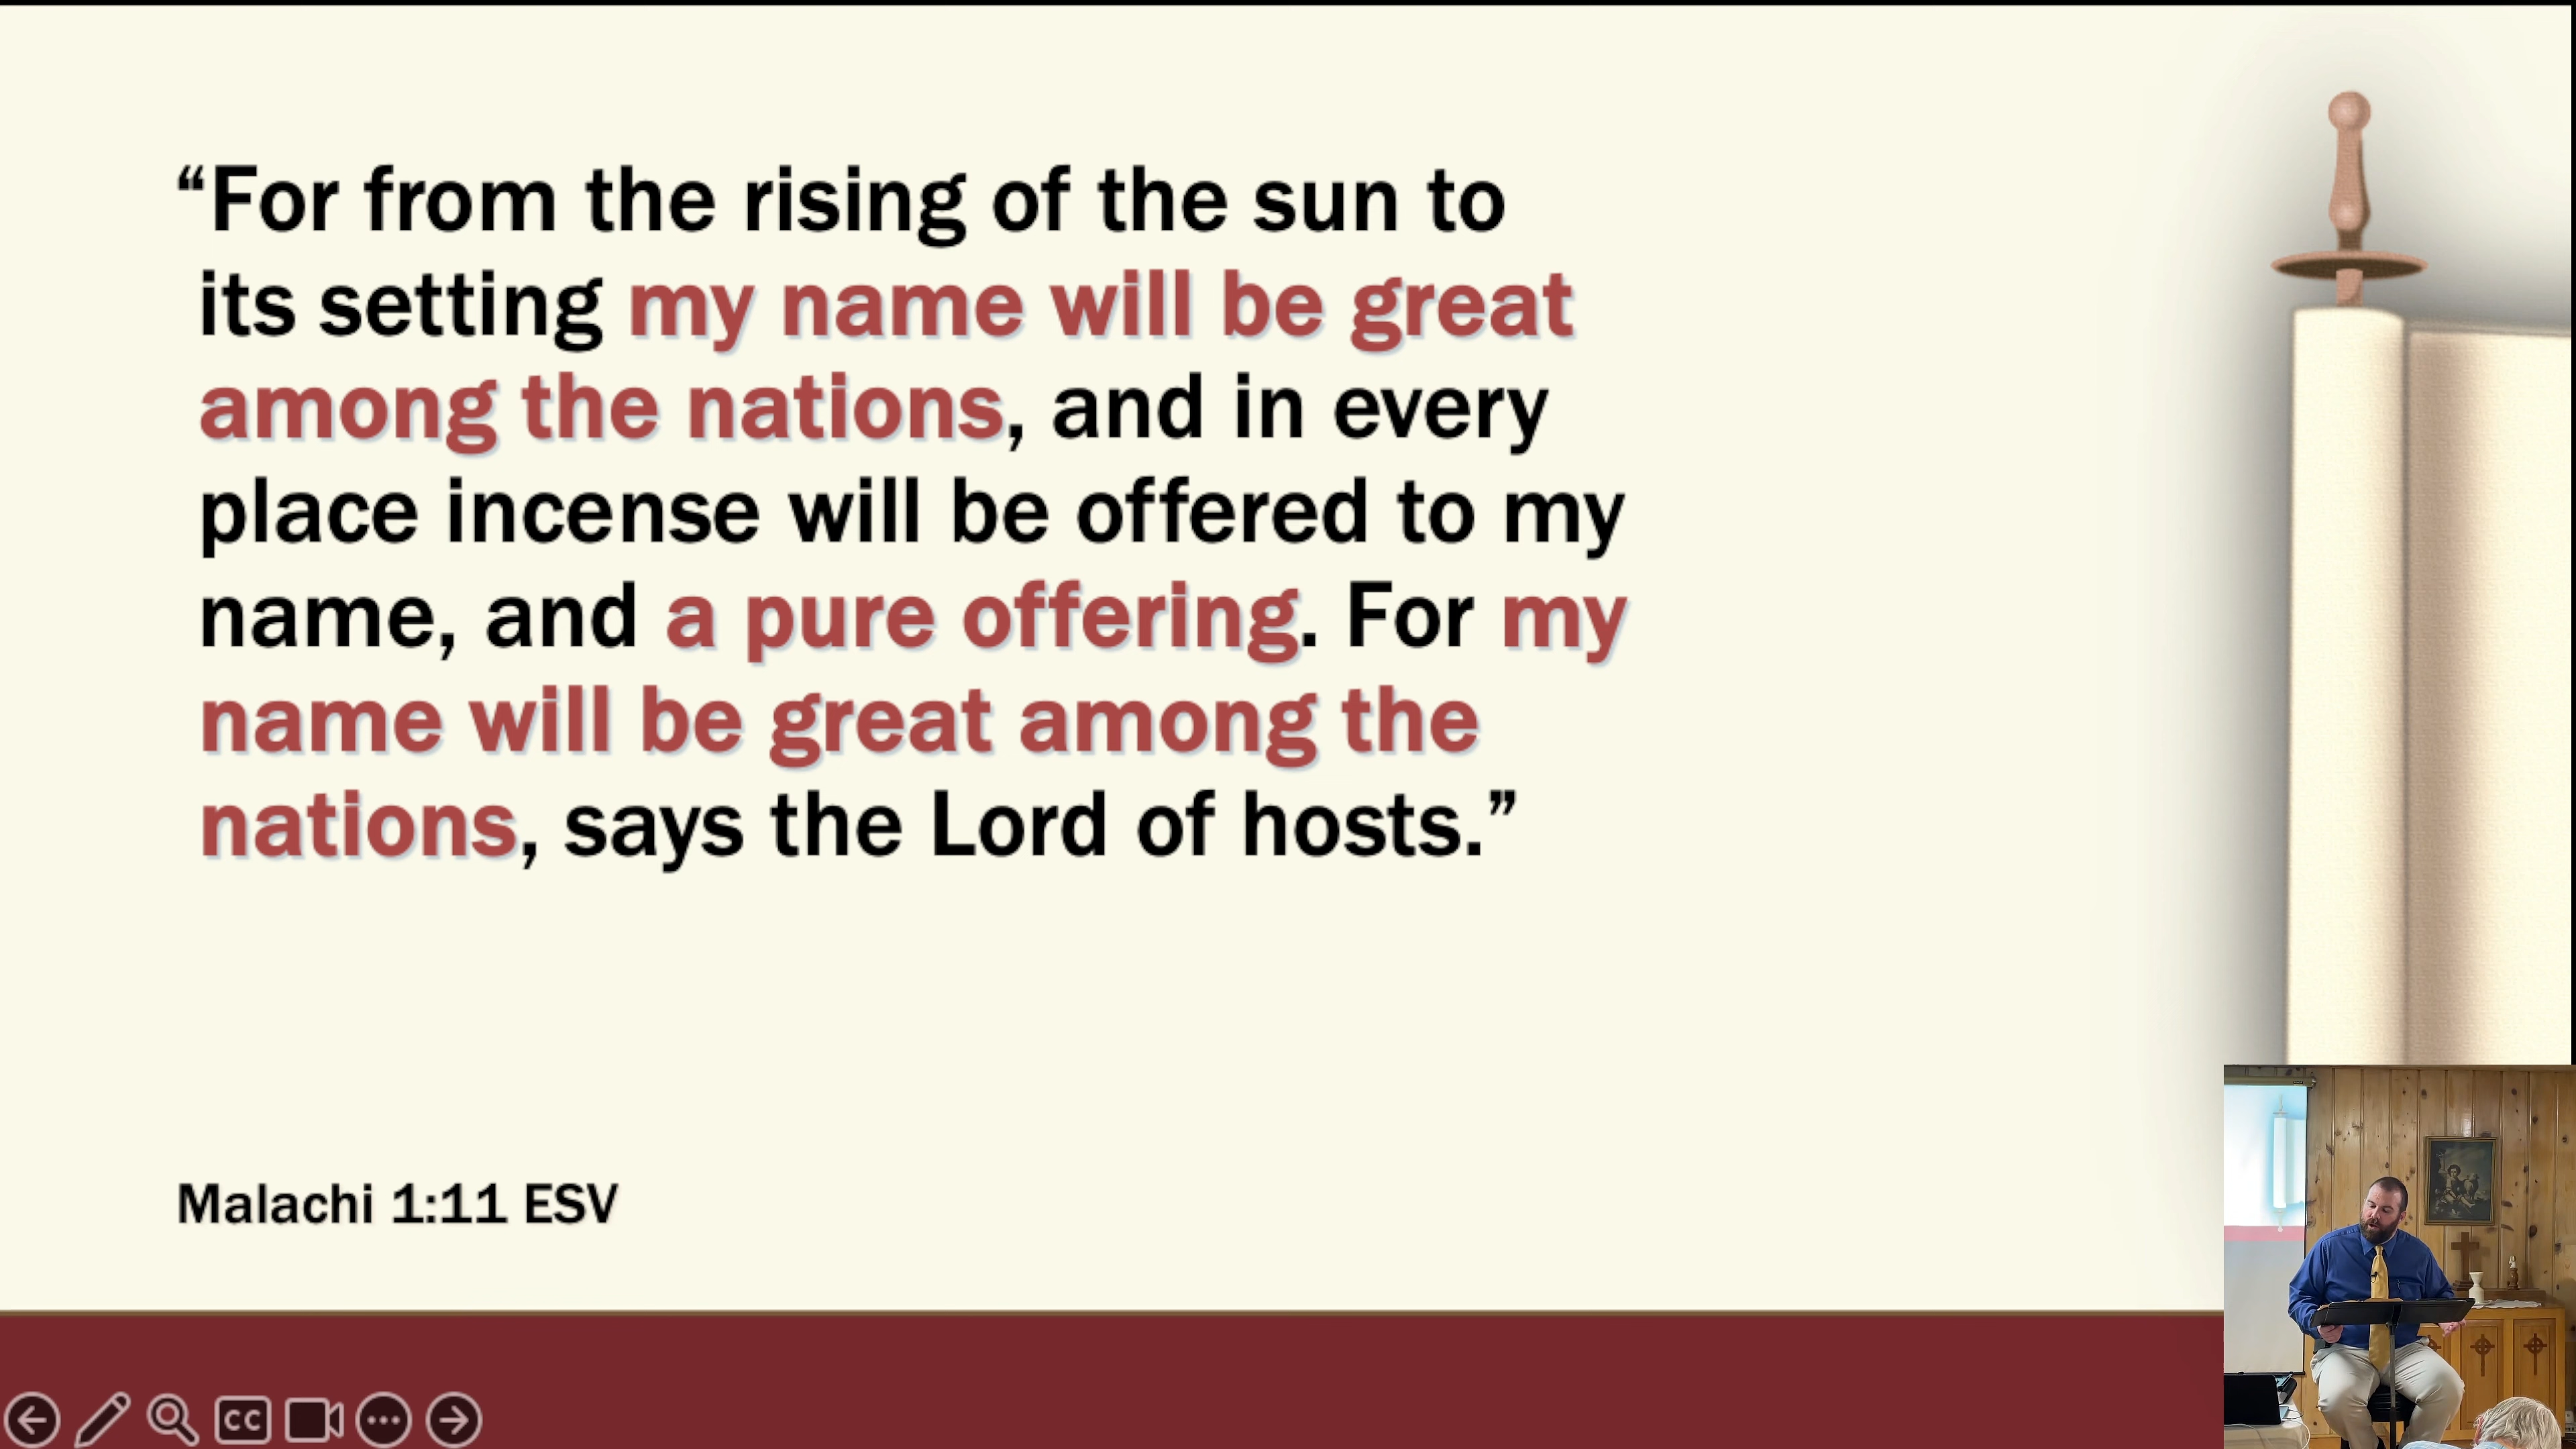 “For from the rising of the sun to
its setting my name will be great
among the nations, and in every
place incense will be offered to my
name, and a pure offering. For my
name will be great among the
nations, says the Lord of hosts.”
Malachi 1:11 ESV
CC